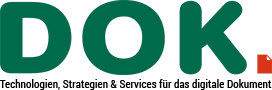 DOK.
Technologien, Strategien & Services für das digitale Dokument